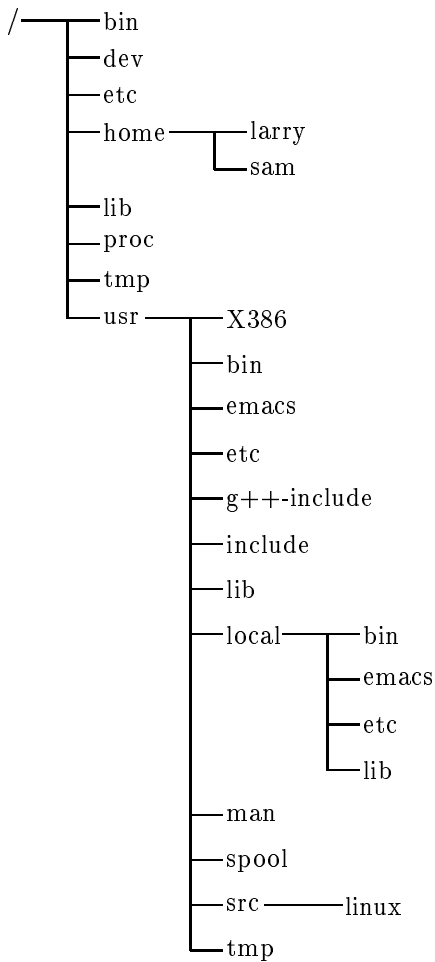 / bin
dev
etc
home larry
sam
lib
proc
tmp
usr X386
bin
emacs
etc
g++-include
include
lib
local bin
emacs
etc
lib
man
spool
src linux
tmp